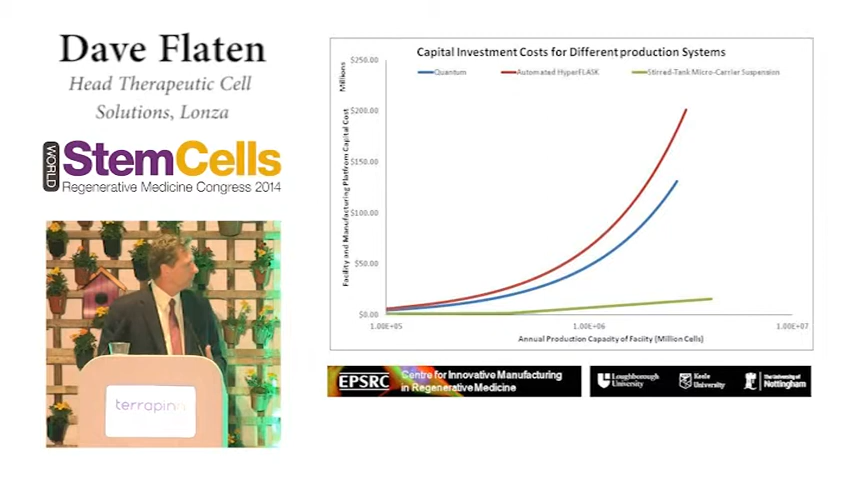 Dave Flaten
Head Therapeutic Cell
Solutions, Lonza
WORLD
StemCells
Regenerative Medicine Congress 2014
terrapinn
Capital Investment Costs for Different production Systems
Quantum
Automated HyperFLASK
Stirred-Tank Micro-Carrier Suspension
Millions
Facility and Manufacturing Platfrom Capital Cost
$250.00
$200.00
$150.00
$100.00
$50.00
$0.00
1.00E+05
1.00E+06
1.00E+07
Annual Production Capacity of Facifity (Million Cells)
EPSRC
Centre for Innovative Manufacturing
in Regenerative Medicine
Loughborough
University
Keele
University
The University of
Nottingham